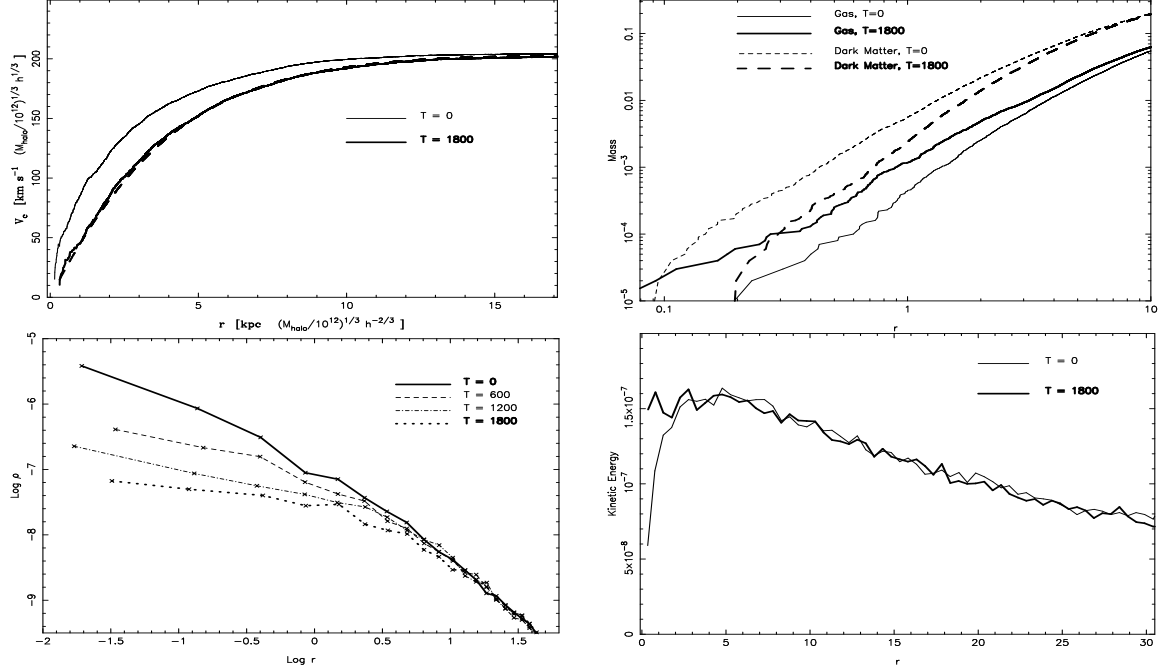 200
150
100
50
0
V_c [km s⁻¹ (M_halo/10¹²)^1/3 h^1/3 ]
T = 0
T = 1800
0 5 10 15
r [kpc (M_halo/10¹²)^1/3 h^-2/3 ]
Gas, T=0
Gas, T=1800
Dark Matter, T=0
Dark Matter, T=1800
0.1
0.01
10⁻³
10⁻⁴
10⁻⁵
Mass
0.1 1 10
r
-5
-6
-7
-8
-9
Log ρ
T = 0
T = 600
T = 1200
T = 1800
-2 -1.5 -1 -0.5 0 0.5 1 1.5
Log r
T = 0
T = 1800
1.5×10⁻⁷
10⁻⁷
5×10⁻⁸
0
Kinetic Energy
0 5 10 15 20 25 30
r